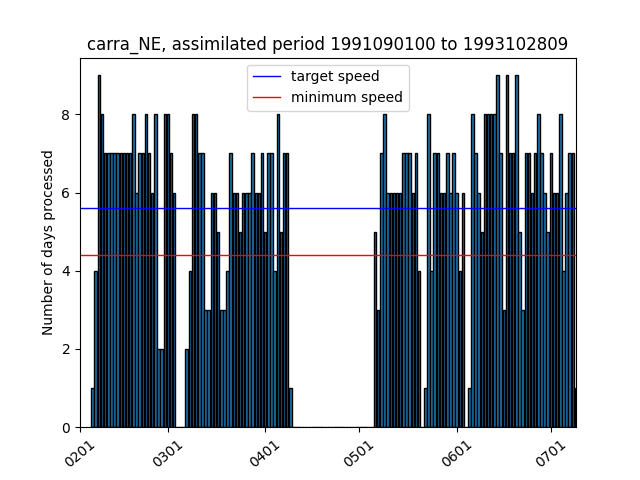 carra_NE, assimilated period 1991090100 to 1993102809
target speed
minimum speed
Number of days processed
8
6
4
2
0
0201
0301
0401
0501
0601
0701